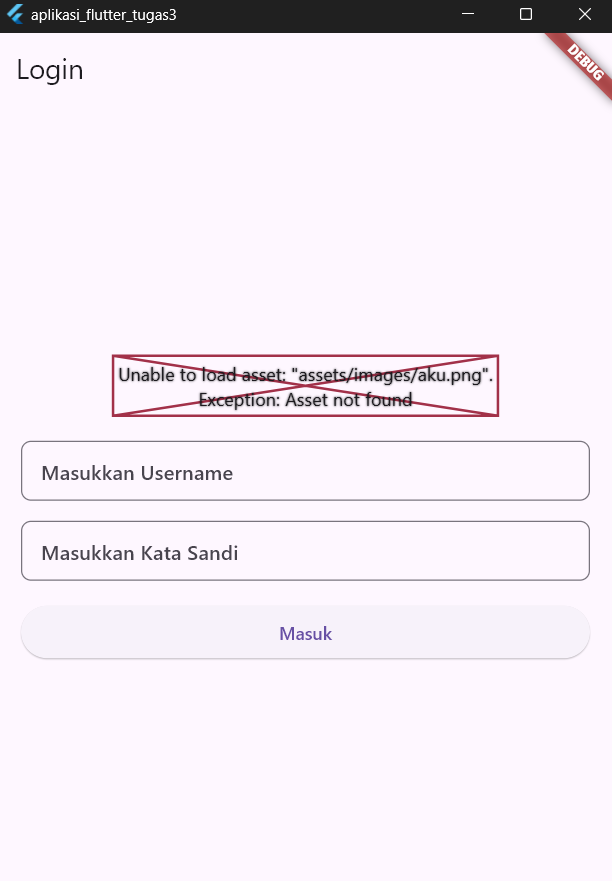 aplikasi_flutter_tugas3
DEBUG
Login
Unable to load asset: "assets/images/aku.png".
Exception: Asset not found
Masukkan Username
Masukkan Kata Sandi
Masuk